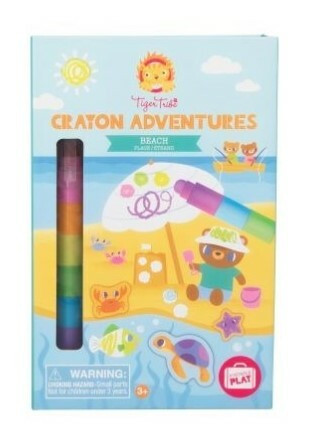 Tiger Tribe
CRAYON ADVENTURES
BEACH
PLAGE / STRAND
PLAY
WARNING:
CHOKING HAZARD-Small parts
Not for children under 3 years.
3+